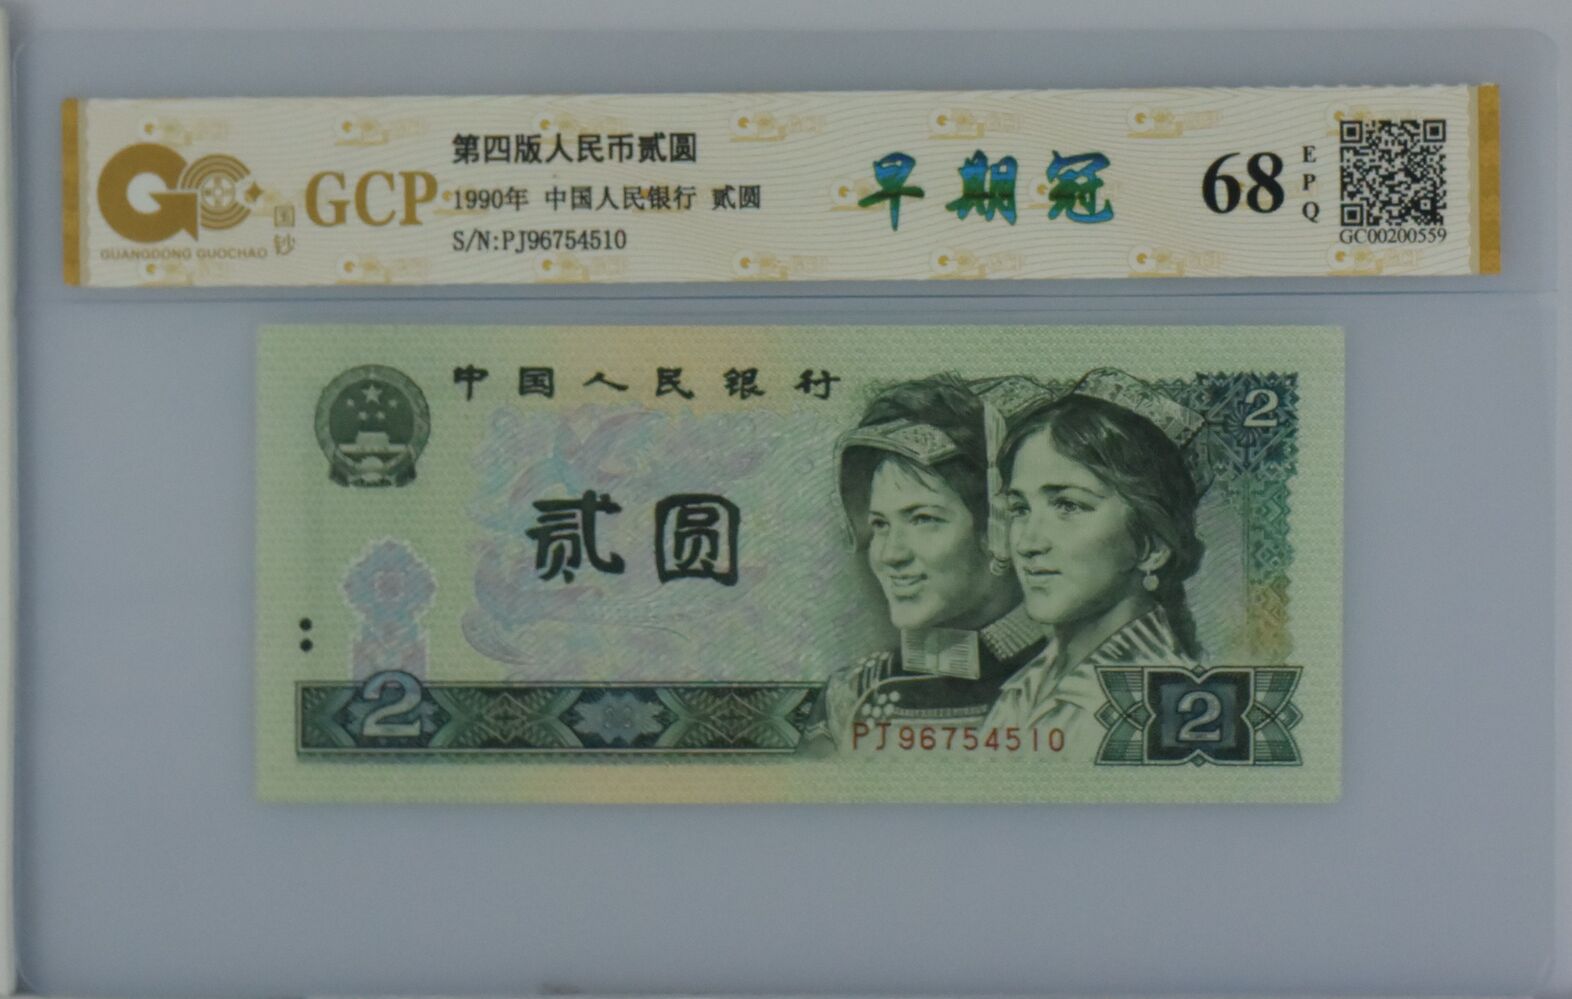 GUANGDONG GUOCHAO
国钞
GCP
第四版人民币贰圆
1990年 中国人民银行 贰圆
S/N:PJ96754510
早期冠
68
EPQ
GC00200559
中国人民银行
2
贰圆
2
PJ96754510
2